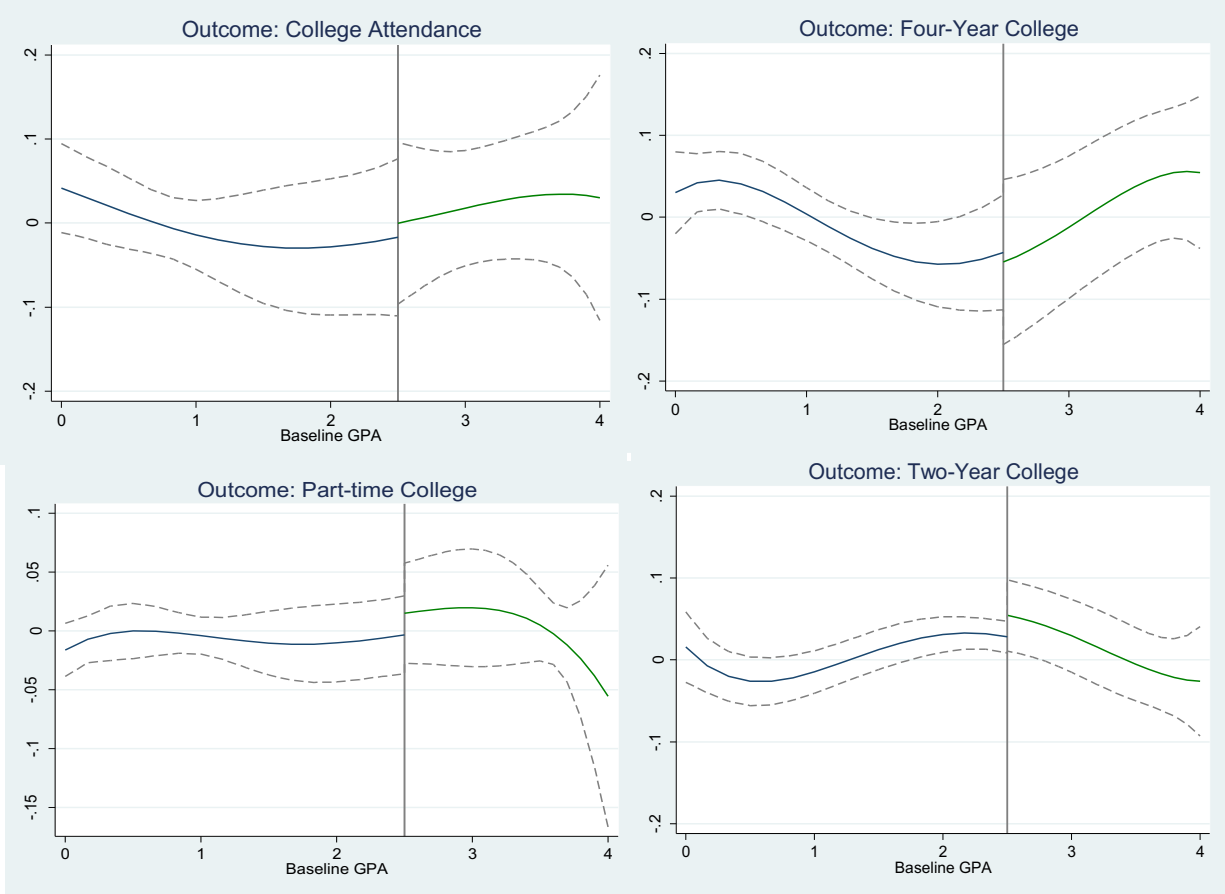 Outcome: College Attendance
.2
.1
0
-.1
-.2
0 1 2 3 4
Baseline GPA
Outcome: Four-Year College
.2
.1
0
-.1
-.2
0 1 2 3 4
Baseline GPA
Outcome: Part-time College
.1
.05
0
-.05
-.1
-.15
0 1 2 3 4
Baseline GPA
Outcome: Two-Year College
.2
.1
0
-.1
-.2
0 1 2 3 4
Baseline GPA